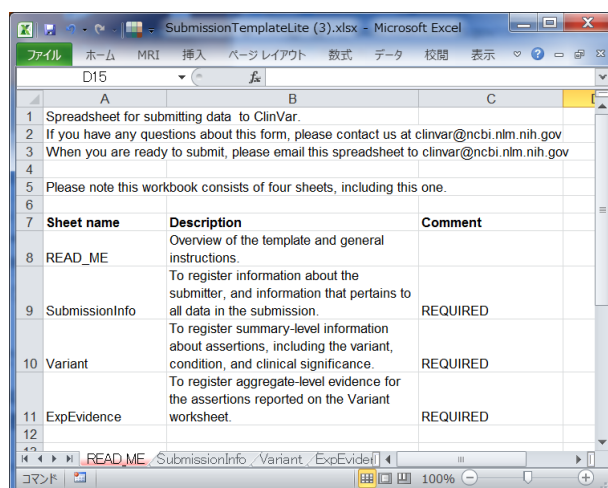 SubmissionTemplateLite (3).xlsx - Microsoft Excel
ファイル ホーム MRI 挿入 ページ レイアウト 数式 データ 校閲 表示
D15 fx
A B C D
1 Spreadsheet for submitting data to ClinVar.
2 If you have any questions about this form, please contact us at clinvar@ncbi.nlm.nih.gov
3 When you are ready to submit, please email this spreadsheet to clinvar@ncbi.nlm.nih.gov
4
5 Please note this workbook consists of four sheets, including this one.
6
7 Sheet name Description Comment
Overview of the template and general
8 READ_ME instructions.
To register information about the
submitter, and information that pertains to
9 SubmissionInfo all data in the submission. REQUIRED
To register summary-level information
about assertions, including the variant,
10 Variant condition, and clinical significance. REQUIRED
To register aggregate-level evidence for
the assertions reported on the Variant
11 ExpEvidence worksheet. REQUIRED
12
13
READ_ME SubmissionInfo Variant ExpEviden
コマンド 100%